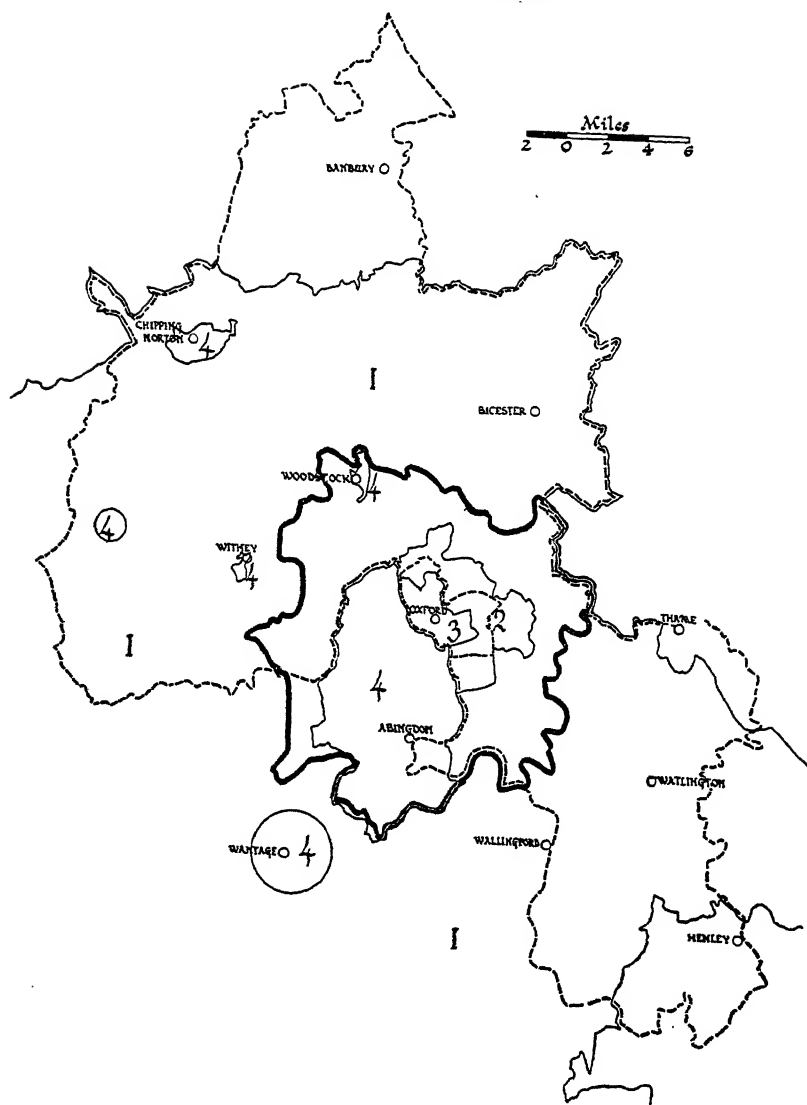 Miles
2 0 2 4 6
BANBURY
CHIPPING
NORTON
4
I
BICESTER
WOODSTOCK
4
4
WITNEY
4
OXFORD
3
2
THAME
I
4
ABINGDON
WATLINGTON
WANTAGE
4
WALLINGFORD
I
HENLEY